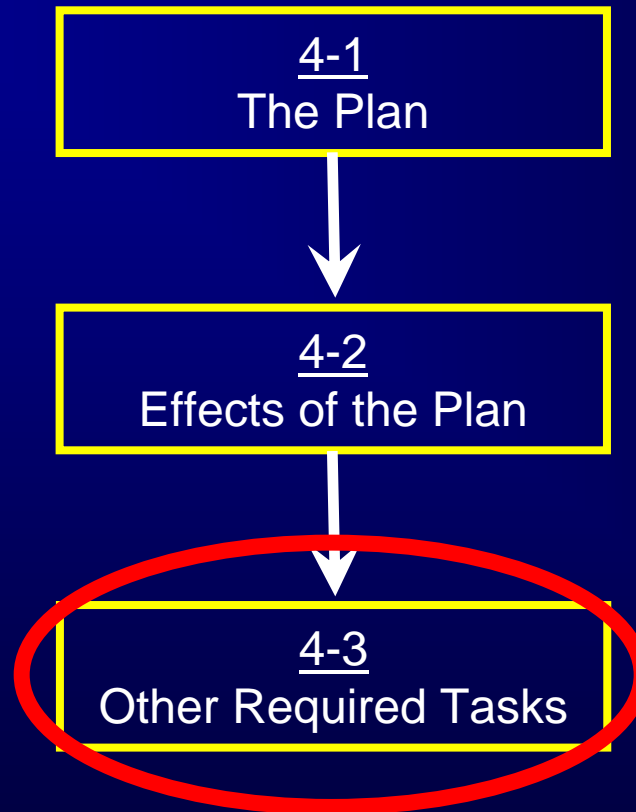 4-1
The Plan
4-2
Effects of the Plan
4-3
Other Required Tasks